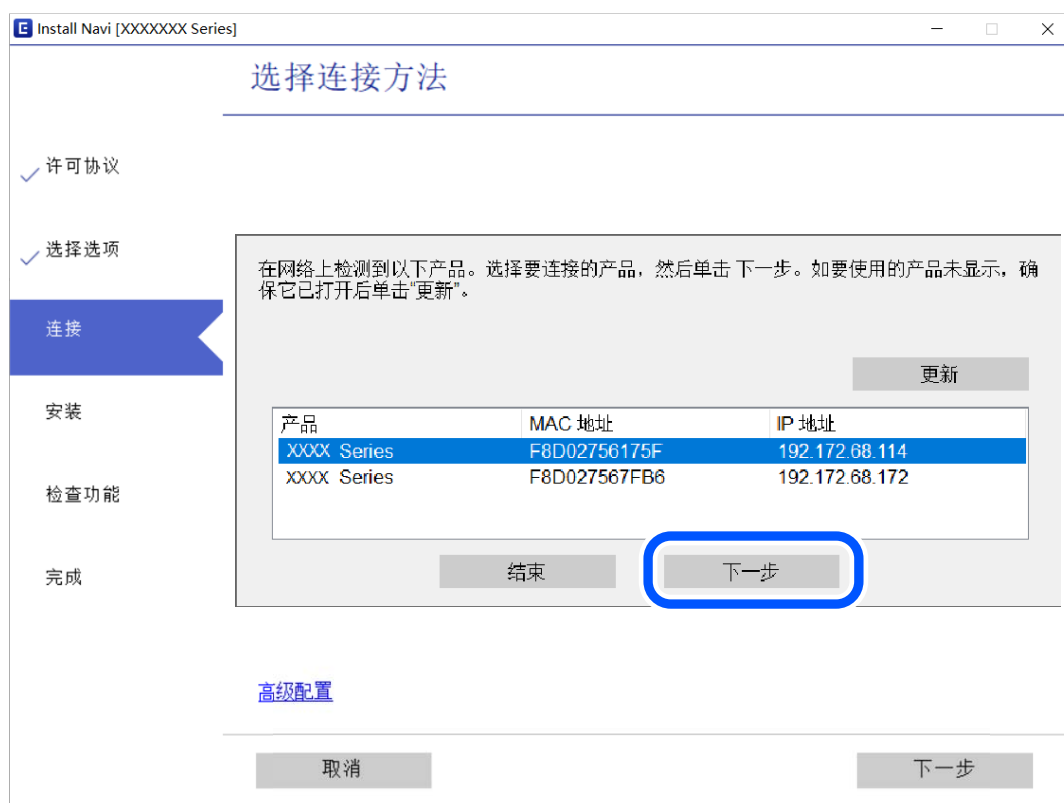 E Install Navi [XXXXXXX Series]
选择连接方法
许可协议
选择选项
连接
安装
检查功能
完成
在网络上检测到以下产品。选择要连接的产品，然后单击 下一步。如要使用的产品未显示，确
保它已打开后单击“更新”。
更新
产品 MAC 地址 IP 地址
XXXX Series F8D02756175F 192.172.68.114
XXXX Series F8D027567FB6 192.172.68.172
结束 下一步
高级配置
取消 下一步